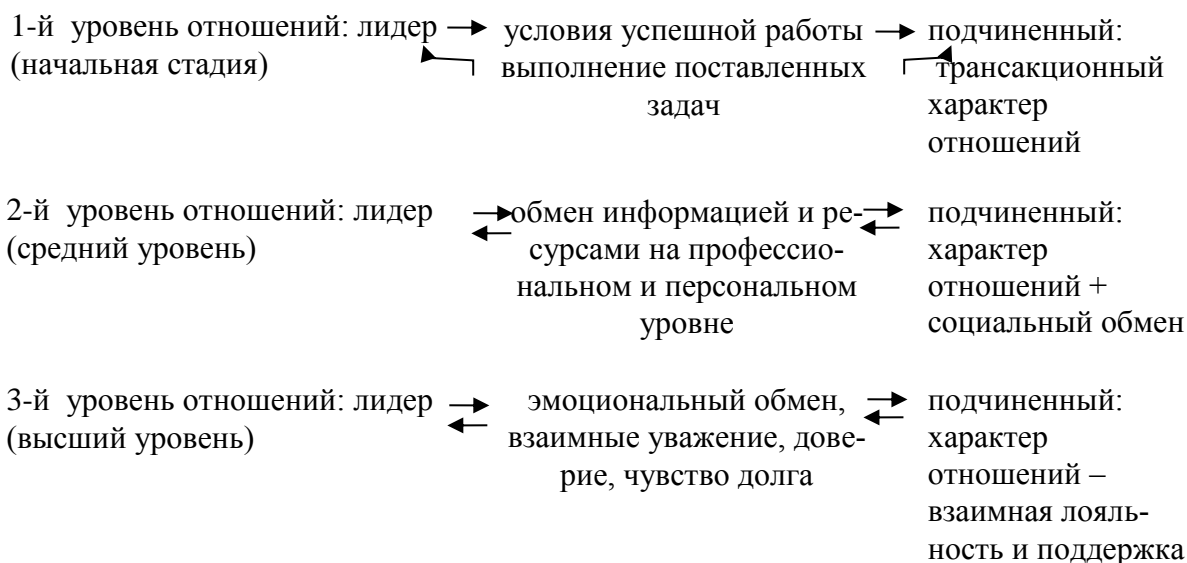 1-й уровень отношений: лидер
(начальная стадия)
условия успешной работы
выполнение поставленных
задач
подчиненный:
трансакционный
характер
отношений
2-й уровень отношений: лидер
(средний уровень)
обмен информацией и ре-
сурсами на профессио-
нальном и персональном
уровне
подчиненный:
характер
отношений +
социальный обмен
3-й уровень отношений: лидер
(высший уровень)
эмоциональный обмен,
взаимные уважение, дове-
рие, чувство долга
подчиненный:
характер
отношений –
взаимная лояль-
ность и поддержка